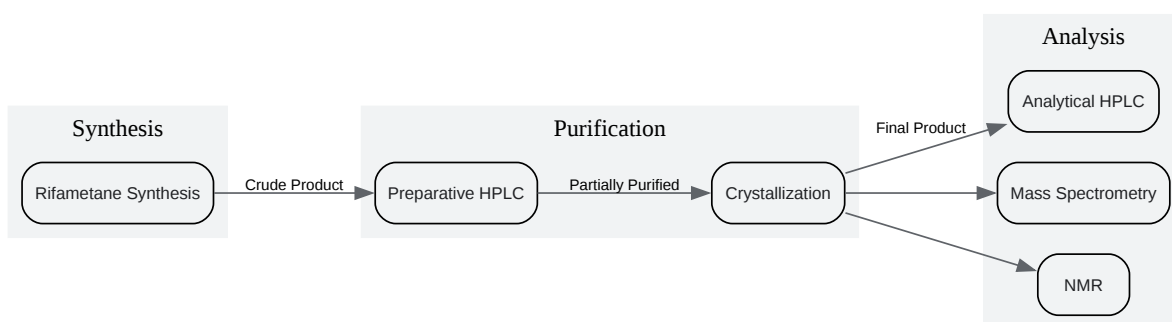 Synthesis
Rifametane Synthesis
Crude Product
Purification
Preparative HPLC
Partially Purified
Crystallization
Final Product
Analysis
Analytical HPLC
Mass Spectrometry
NMR